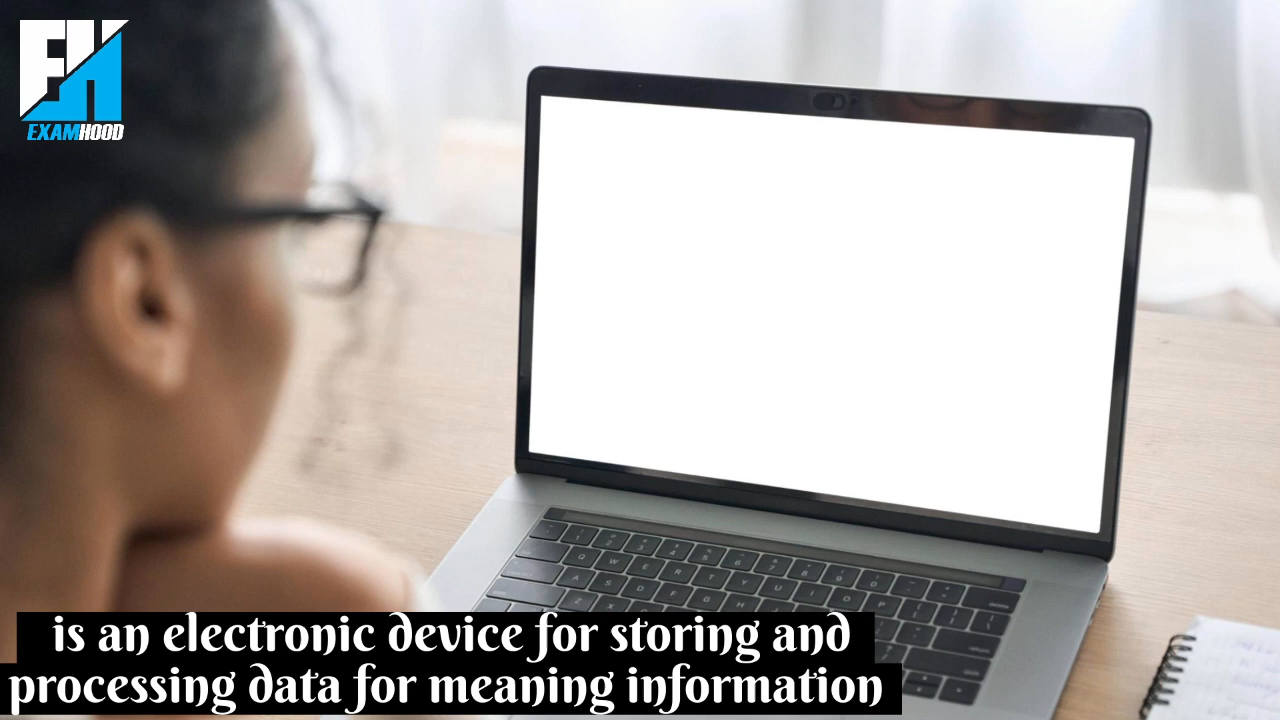 EH
EXAMHOOD
is an electronic device for storing and
processing data for meaning information